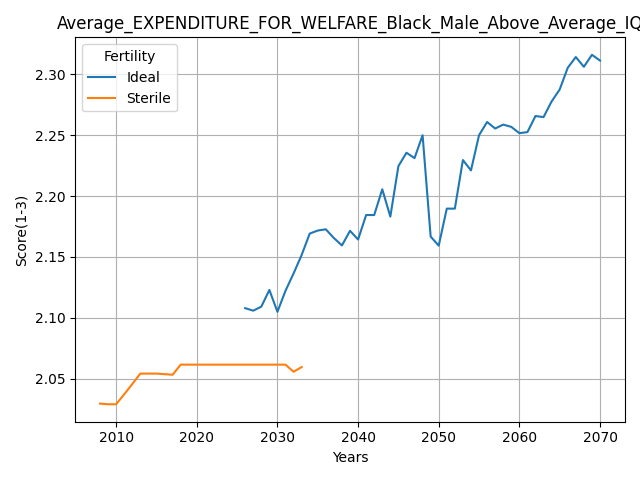 Average_EXPENDITURE_FOR_WELFARE_Black_Male_Above_Average_IQ
Fertility
Ideal
Sterile
2.30
2.25
2.20
2.15
2.10
2.05
Score(1-3)
2010 2020 2030 2040 2050 2060 2070
Years